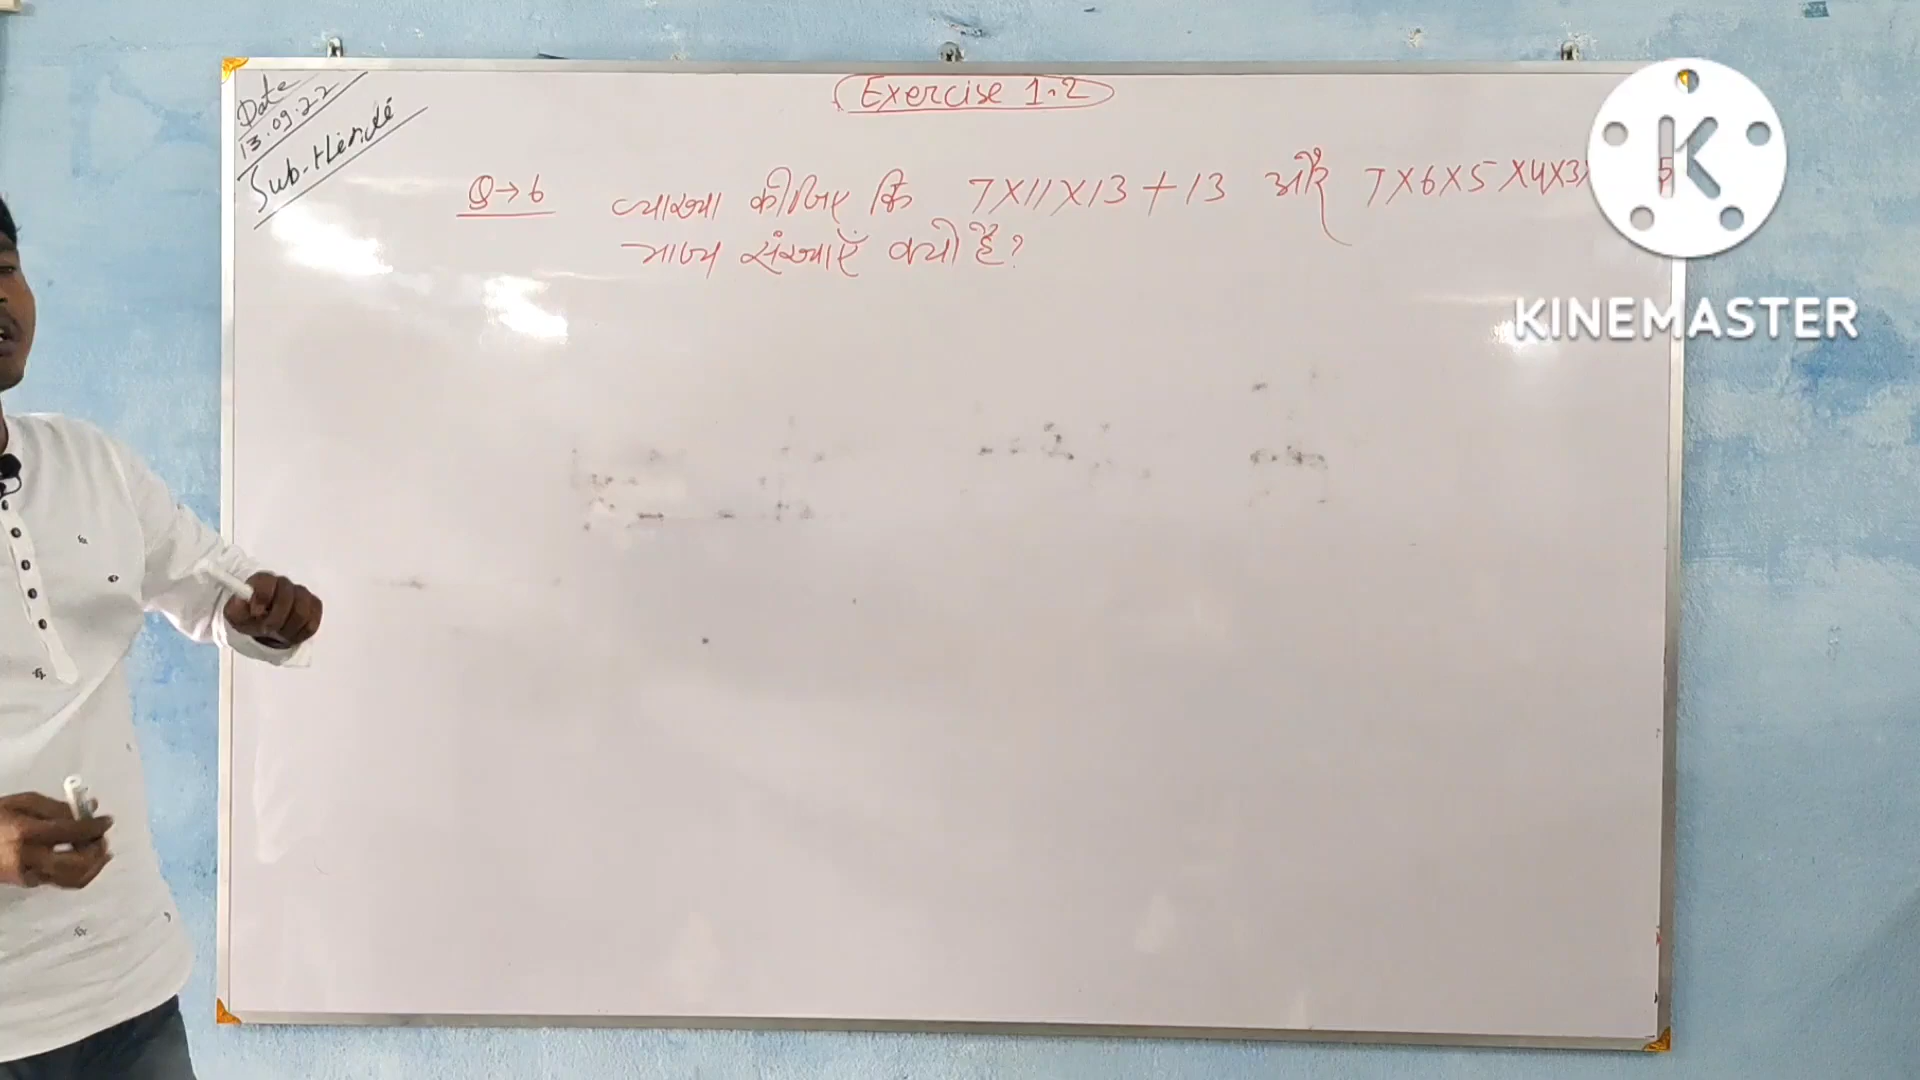 Date
13.09.22
Sub-Hindi
Exercise 1.2
Q→6 व्याख्या कीजिए कि 7×11×13+13 और 7×6×5×4×3× 5
भाज्य संख्याएँ क्यों हैं?
K
KINEMASTER